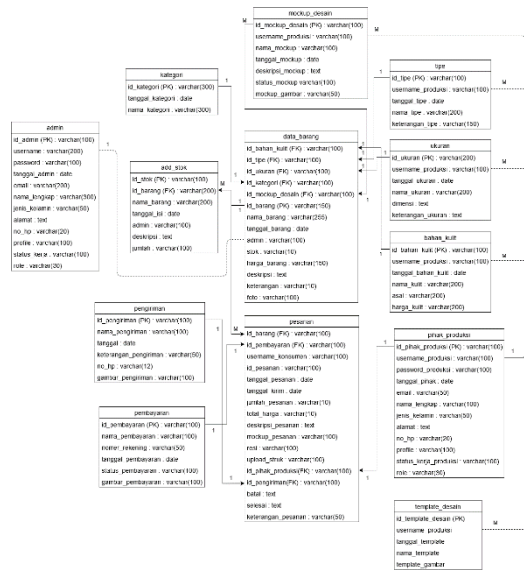 mockup_desain
id_mockup_desain (PK) : varchar(100)
username_produksi : varchar(100)
nama_mockup : varchar(100)
tanggal_mockup : date
deskripsi_mockup : text
status_mockup varchar(100)
mockup_gambar : varchar(50)
kategori
id_kategori (PK) : varchar(300)
tanggal_kategori : date
nama_kategori : varchar(300)
tipe
id_tipe (PK) : varchar(100)
username_produksi : varchar(100)
tanggal_tipe : date
nama_tipe : varchar(200)
keterangan_tipe : varchar(150)
admin
id_admin (PK) : varchar(100)
username : varchar(200)
password : varchar(100)
tanggal_admin : date
email : varchar(200)
nama_lengkap : varchar(300)
jenis_kelamin : varchar(50)
alamat : text
no_hp : varchar(20)
profile : varchar(100)
status_kerja : varchar(100)
role : varchar(20)
add_stok
id_stok (PK) : varchar(100)
id_barang (FK) : varchar(200)
nama_barang : varchar(200)
tanggal_isi : date
admin : varchar(100)
deskripsi : text
jumlah : varchar(100)
data_barang
id_bahan_kulit (FK) : varchar(100)
id_tipe (FK) : varchar(100)
id_ukuran (FK) : varchar(100)
id_kategori (FK) : varchar(100)
id_mockup_desain (FK) : varchar(100)
id_barang (PK) : varchar(150)
nama_barang : varchar(255)
tanggal_barang : date
admin : varchar(100)
stok : varchar(10)
harga_barang : varchar(150)
deskripsi : text
keterangan : varchar(10)
foto : varchar(100)
ukuran
id_ukuran (PK) : varchar(200)
username_produksi : varchar(100)
tanggal_ukuran : date
nama_ukuran : varchar(200)
dimensi : text
keterangan_ukuran : text
bahan_kulit
id_bahan_kulit (PK) : varchar(100)
username_produksi : varchar(100)
tanggal_bahan_kulit : date
nama_kulit : varchar(200)
asal : varchar(200)
harga_kulit : varchar(200)
pengiriman
id_pengiriman (PK) : varchar(100)
nama_pengiriman : varchar(100)
tanggal : date
keterangan_pengiriman : varchar(50)
no_hp : varchar(12)
gambar_pengiriman : varchar(100)
pesanan
id_barang (FK) : varchar(100)
id_pembayaran (FK) : varchar(100)
username_konsumen : varchar(100)
id_pesanan : varchar(100)
tanggal_pesanan : date
tanggal_kirim : date
jumlah_pesanan : varchar(10)
total_harga : varchar(10)
deskripsi_pesanan : text
mockup_pesanan : varchar(100)
resi : varchar(100)
upload_struk : varchar(100)
id_pihak_produksi(FK) : varchar(100)
id_pengiriman(FK) : varchar(100)
batal : text
selesai : text
keterangan_pesanan : varchar(50)
pihak_produksi
id_pihak_produksi (PK) : varchar(100)
username_produksi : varchar(100)
password_produksi : varchar(100)
tanggal_pihak : date
email : varchar(50)
nama_lengkap : varchar(100)
jenis_kelamin : varchar(50)
alamat : text
no_hp : varchar(20)
profile : varchar(100)
status_kerja_produksi : varchar(100)
role : varchar(30)
pembayaran
id_pembayaran (PK) : varchar(100)
nama_pembayaran : varchar(100)
nomer_rekening : varchar(50)
tanggal_pembayaran : date
status_pembayaran : varchar(100)
gambar_pembayaran : varchar(100)
template_desain
id_template_desain (PK)
username_produksi
tanggal_template
nama_template
template_gambar